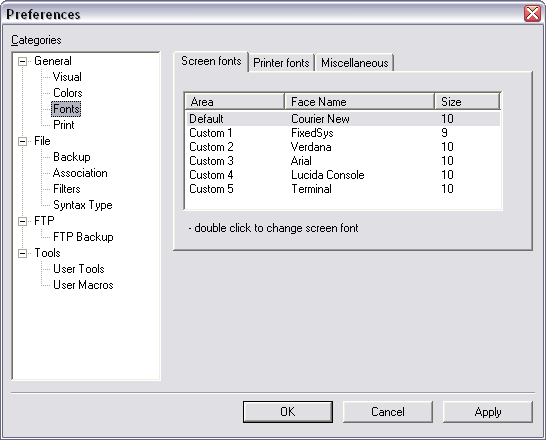 Preferences
Categories
General
Visual
Colors
Fonts
Print
File
Backup
Association
Filters
Syntax Type
FTP
FTP Backup
Tools
User Tools
User Macros
Screen fonts Printer fonts Miscellaneous
Area Face Name Size
Default Courier New 10
Custom 1 FixedSys 9
Custom 2 Verdana 10
Custom 3 Arial 10
Custom 4 Lucida Console 10
Custom 5 Terminal 10
- double click to change screen font
OK Cancel Apply